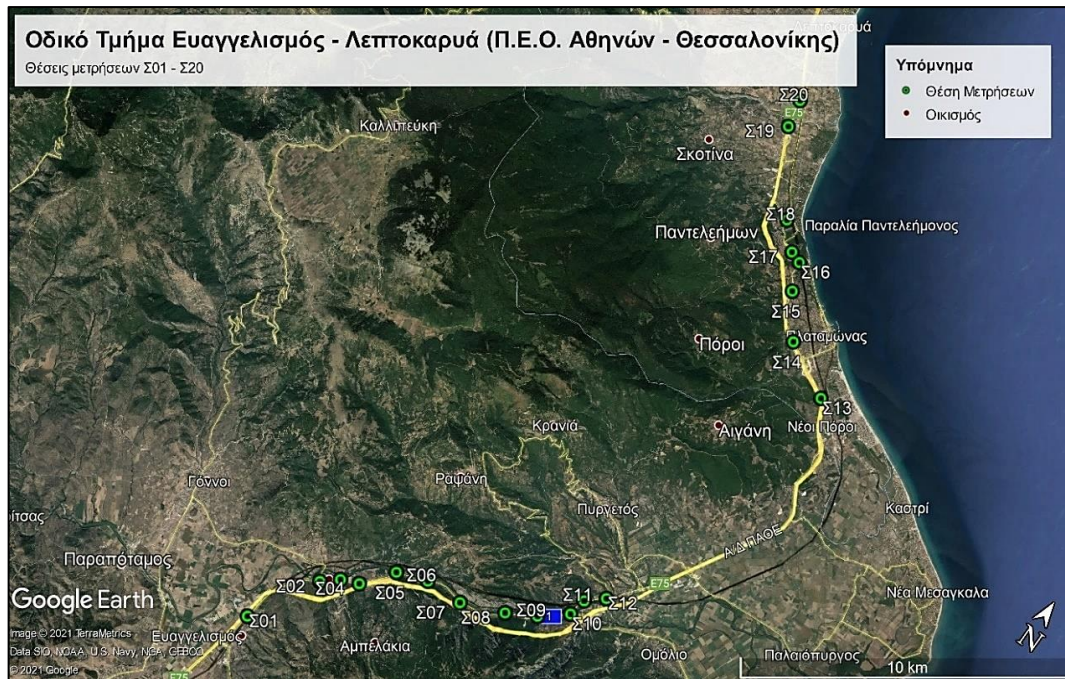 Οδικό Τμήμα Ευαγγελισμός - Λεπτοκαρυά (Π.Ε.Ο. Αθηνών - Θεσσαλονίκης)
Θέσεις μετρήσεων Σ01 - Σ20
Υπόμνημα
Θέση Μετρήσεων
Οικισμός
Σ20
E75
Σ19
Καλλιπεύκη
Σκοτίνα
Σ18
Παραλία Παντελεήμονος
Παντελεήμων
Σ17
Σ16
Σ15
Πλαταμώνας
Πόροι
Σ14
Σ13
Νέοι Πόροι
Αιγάνη
Κρανιά
Ραψάνη
Γόννοι
Πυργετός
Καστρί
Α/Δ ΠΑΘΕ
Παραπόταμος
Σ02
Σ04
Σ05
Σ06
E75
Νέα Μεσαγκαλα
Σ07
Σ08
Σ09
Σ11
Σ12
Σ10
Σ01
Google Earth
Ευαγγελισμός
Αμπελάκια
Ομόλιο
Παλαιόπυργος
Image © 2021 TerraMetrics
Data SIO, NOAA, U.S. Navy, NGA, GEBCO
© 2021 Google
E75
10 km
N